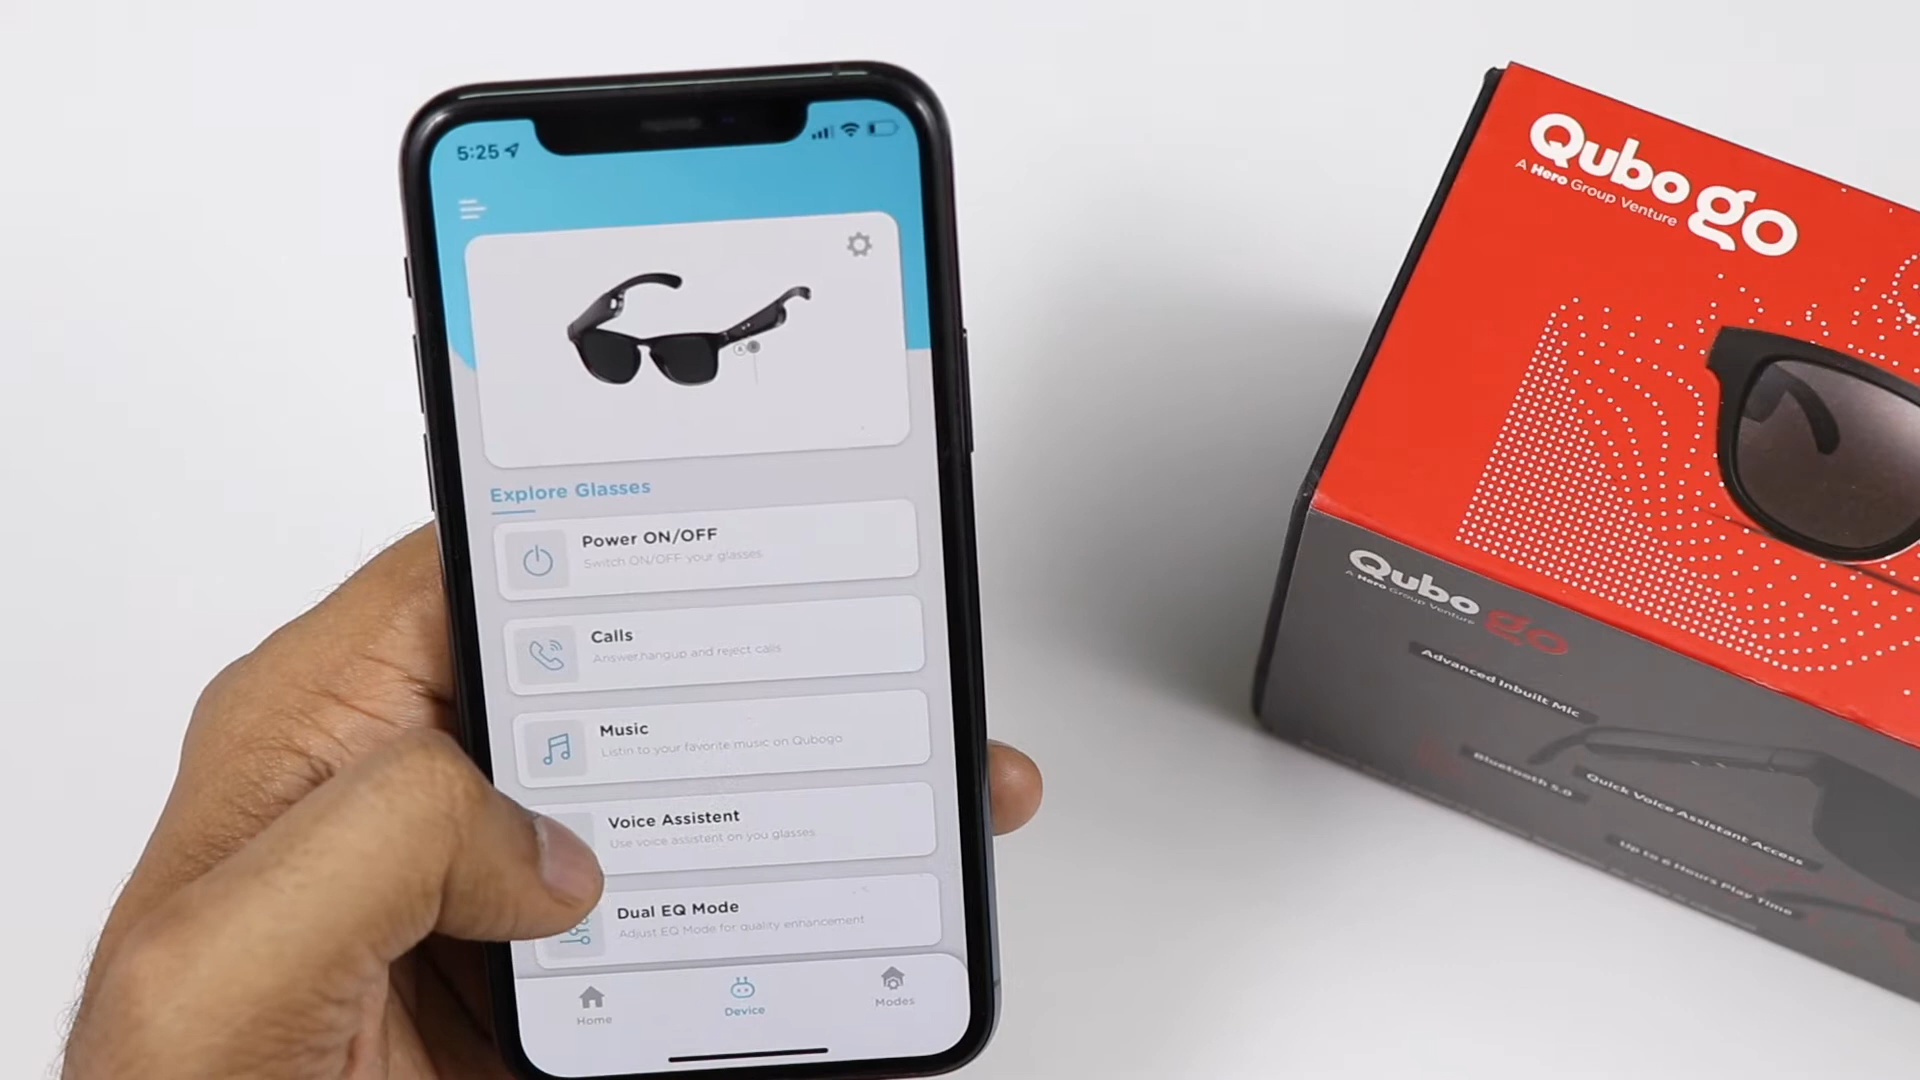 5:25
Explore Glasses
Power ON/OFF
Switch ON/OFF your glasses
Calls
Answer,hangup and reject calls
Music
Listin to your favorite music on Qubogo
Voice Assistent
Use voice assistent on you glasses
Dual EQ Mode
Adjust EQ Mode for quality enhancement
Home
Device
Modes
Qubo go
A Hero Group Venture
Qubo go
A Hero Group Venture
Advanced Inbuilt Mic
Bluetooth 5.0
Quick Voice Assistant Access
Up to 6 Hours Play Time